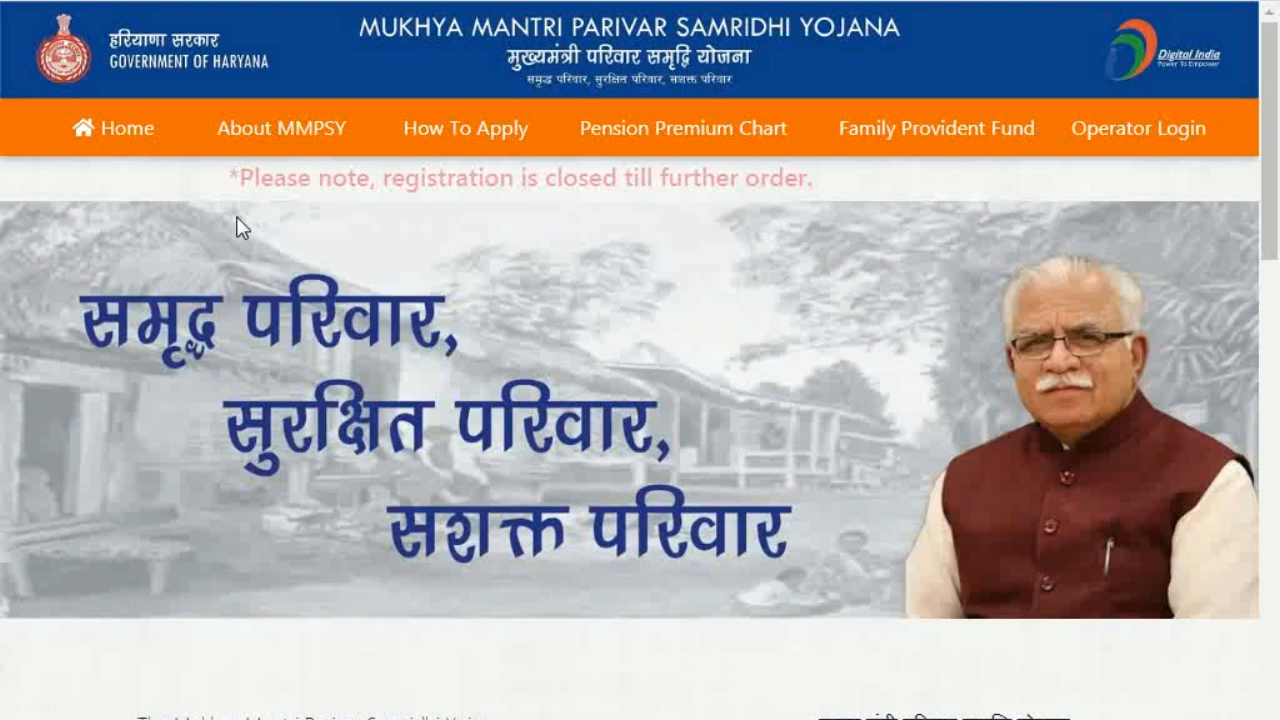 हरियाणा सरकार
GOVERNMENT OF HARYANA
MUKHYA MANTRI PARIVAR SAMRIDHI YOJANA
मुख्यमंत्री परिवार समृद्धि योजना
समृद्ध परिवार, सुरक्षित परिवार, सशक्त परिवार
Digital India
Power To Empower
Home About MMPSY How To Apply Pension Premium Chart Family Provident Fund Operator Login
*Please note, registration is closed till further order.
समृद्ध परिवार,
सुरक्षित परिवार,
सशक्त परिवार